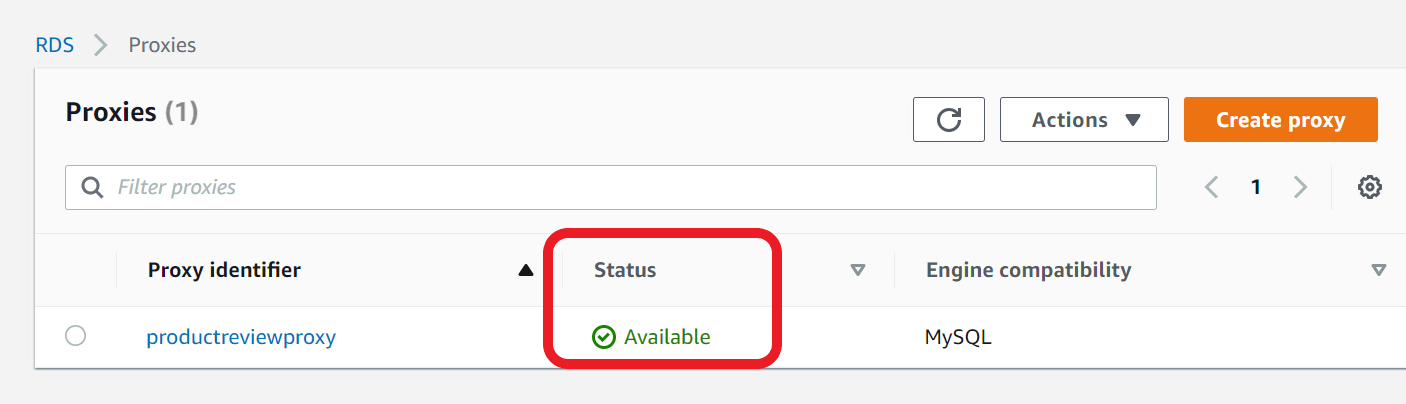 RDS Proxies
Proxies (1)
Actions
Create proxy
Filter proxies
1
Proxy identifier Status Engine compatibility
productreviewproxy Available MySQL